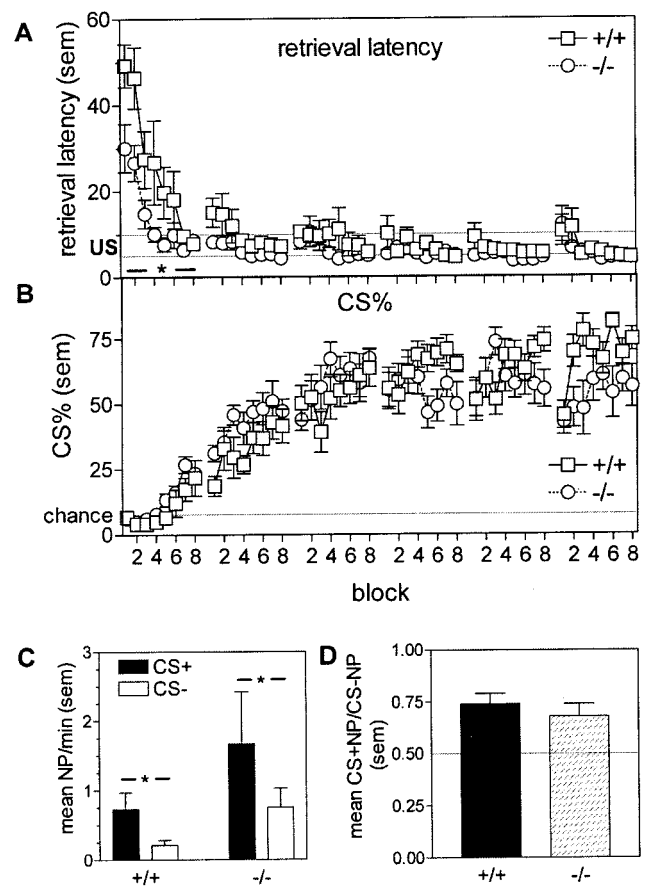 A
retrieval latency (sem)
60
40
20
10
US
5
0
retrieval latency
+/+
-/-
*
B
CS% (sem)
75
50
25
chance
0
CS%
+/+
-/-
2 4 6 8 2 4 6 8 2 4 6 8 2 4 6 8 2 4 6 8 2 4 6 8
block
C
mean NP/min (sem)
3
2
1
0
CS+
CS-
*
*
+/+ -/-
D
mean CS+NP/CS-NP
(sem)
1.00
0.75
0.50
0.25
0.00
+/+ -/-